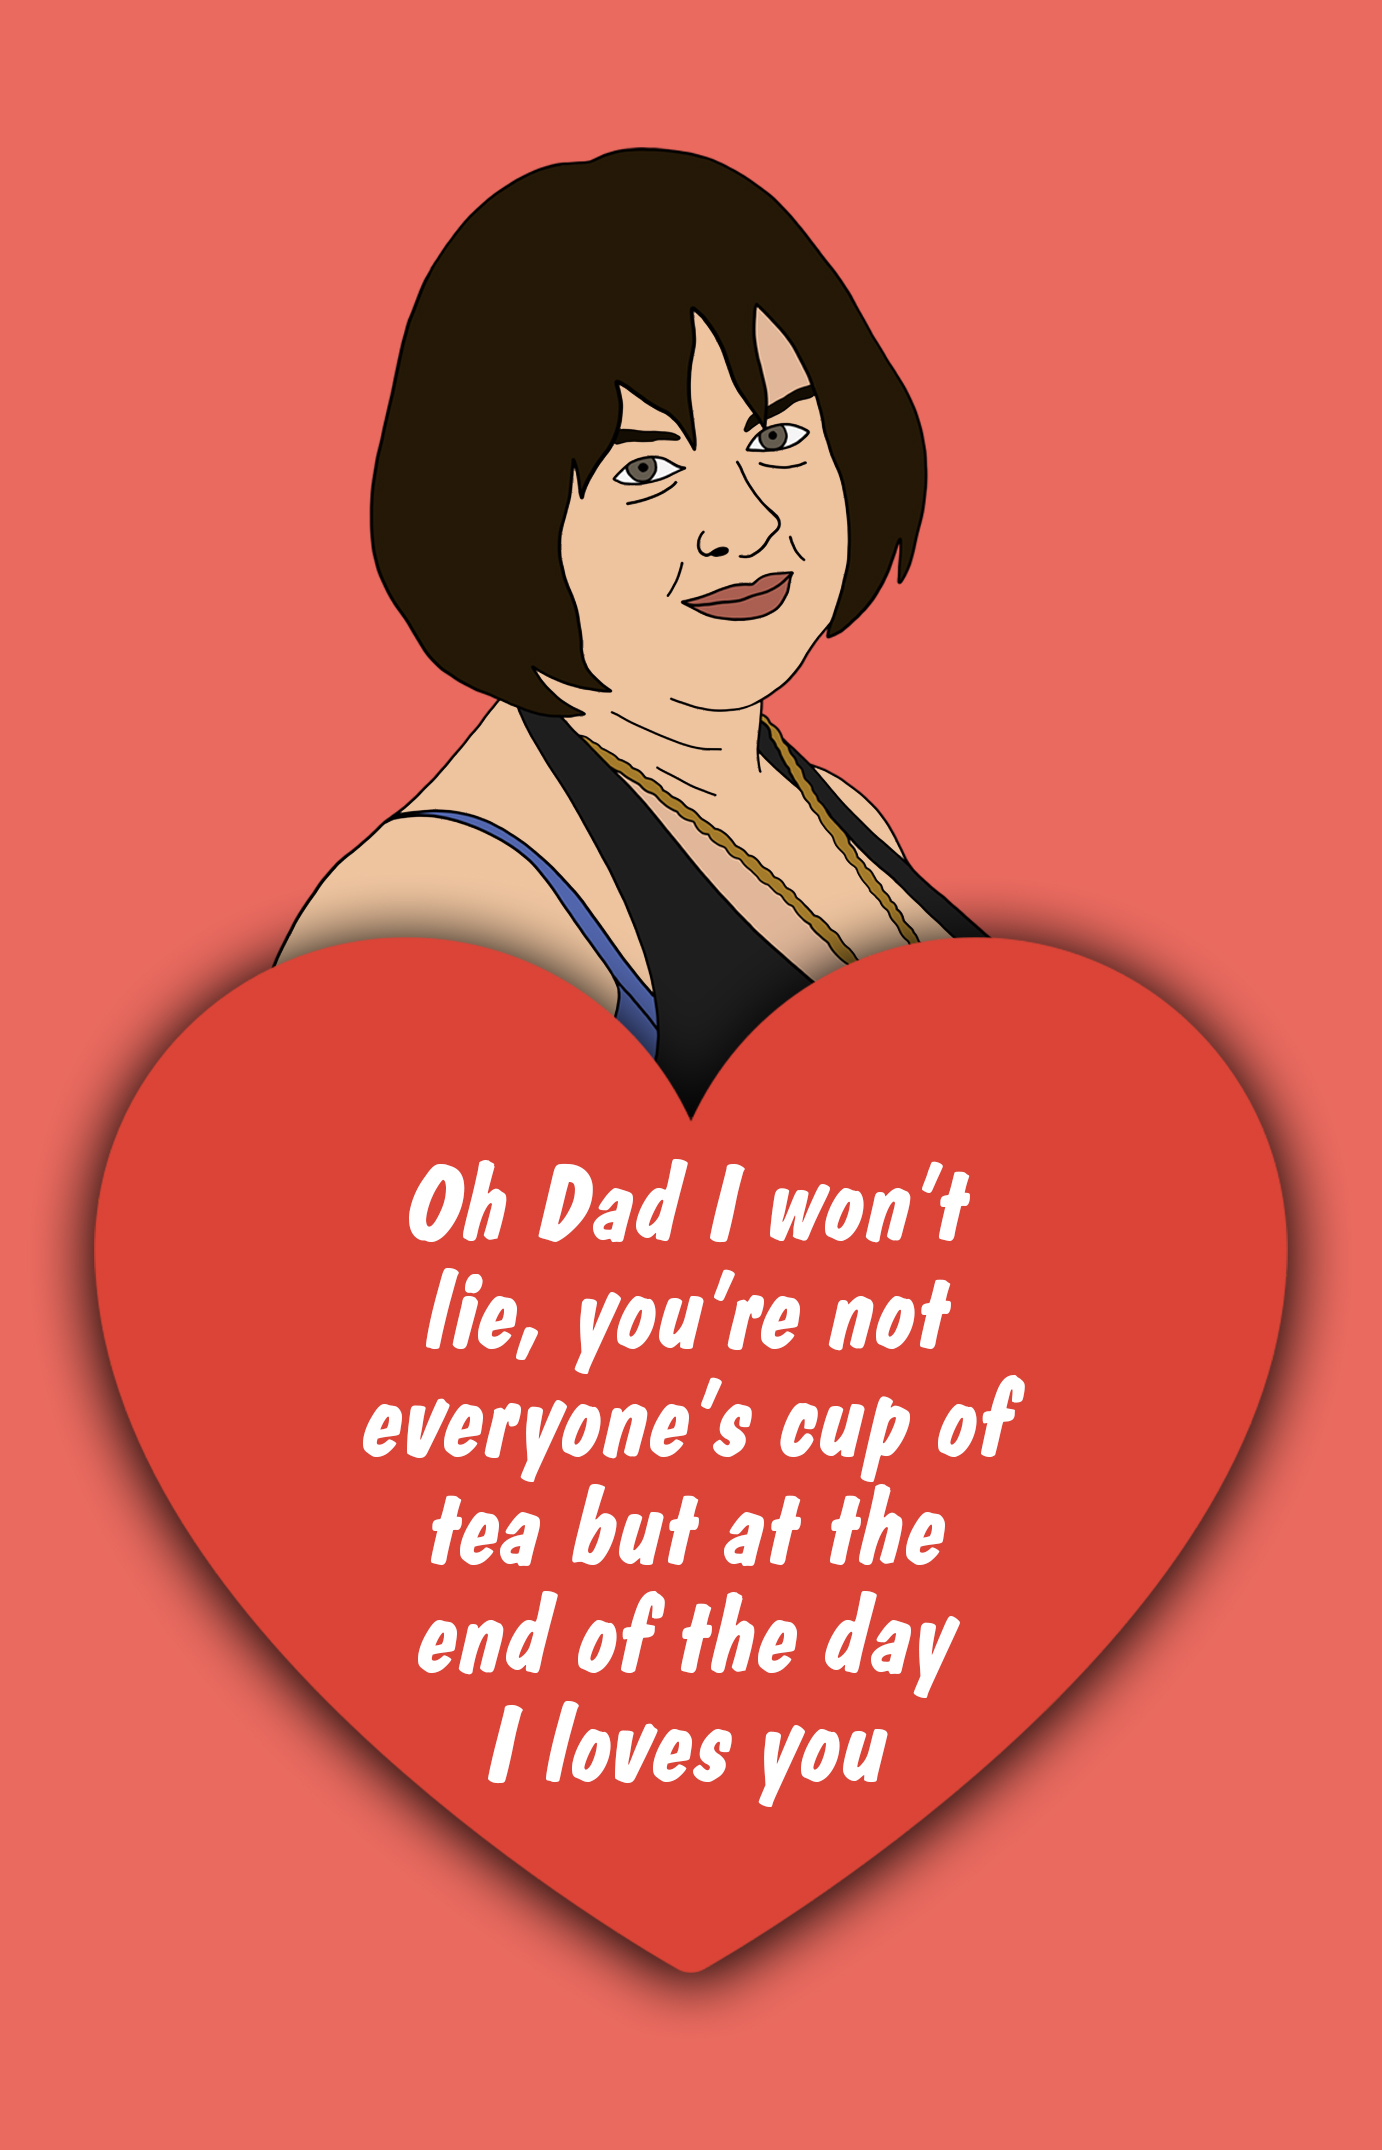 Oh Dad I won't
lie, you're not
everyone's cup of
tea but at the
end of the day
I loves you